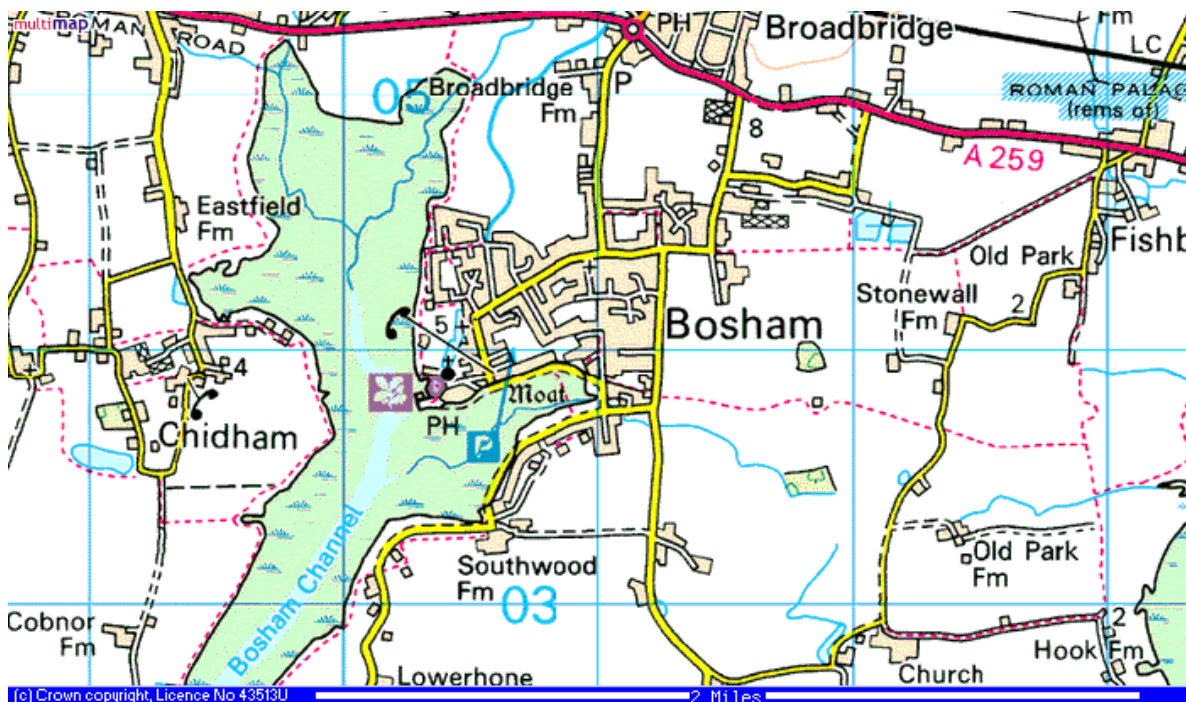 multimap
ROMAN ROAD
PH
Broadbridge
Fm
LC
05
Broadbridge
Fm
P
8
ROMAN PALAC
(rems of)
A 259
Eastfield
Fm
Fishb
Old Park
Stonewall
Fm
2
5
Bosham
4
Moat
PH
P
Chidham
Bosham Channel
Southwood
Fm
Old Park
Fm
03
Cobnor
Fm
2
Hook Fm
Church
Lowerhone
(c) Crown copyright, Licence No 43513U
2 Miles